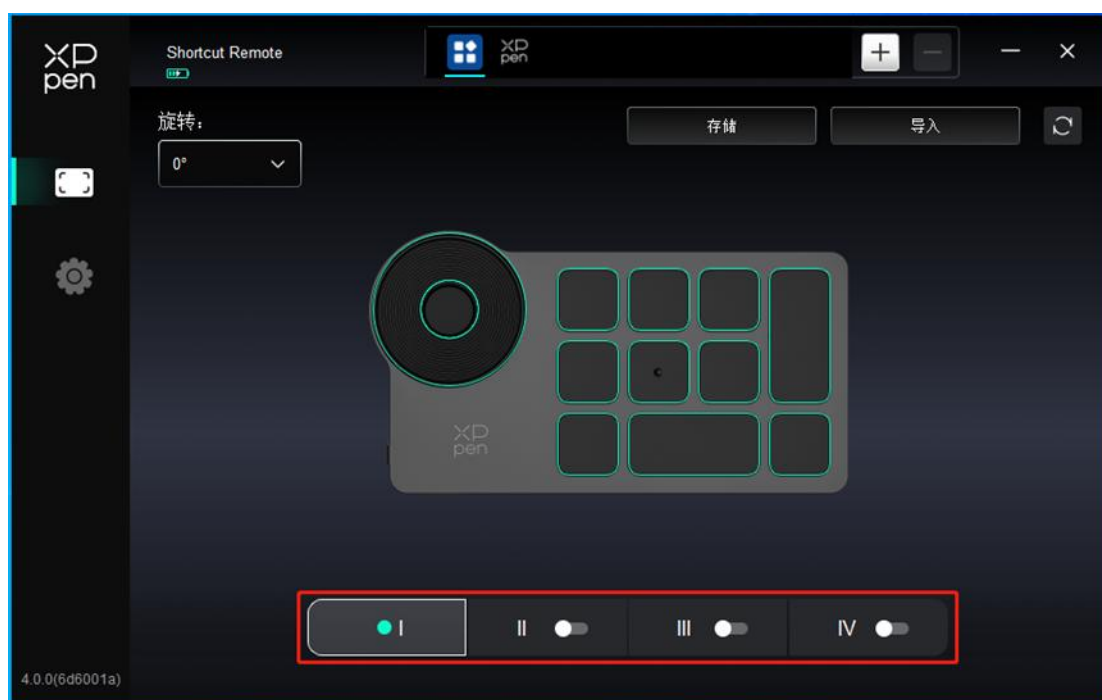 XP
pen
Shortcut Remote
XP
pen
旋转:
存储
导入
0°
XP
pen
I
II
III
IV
4.0.0(6d6001a)